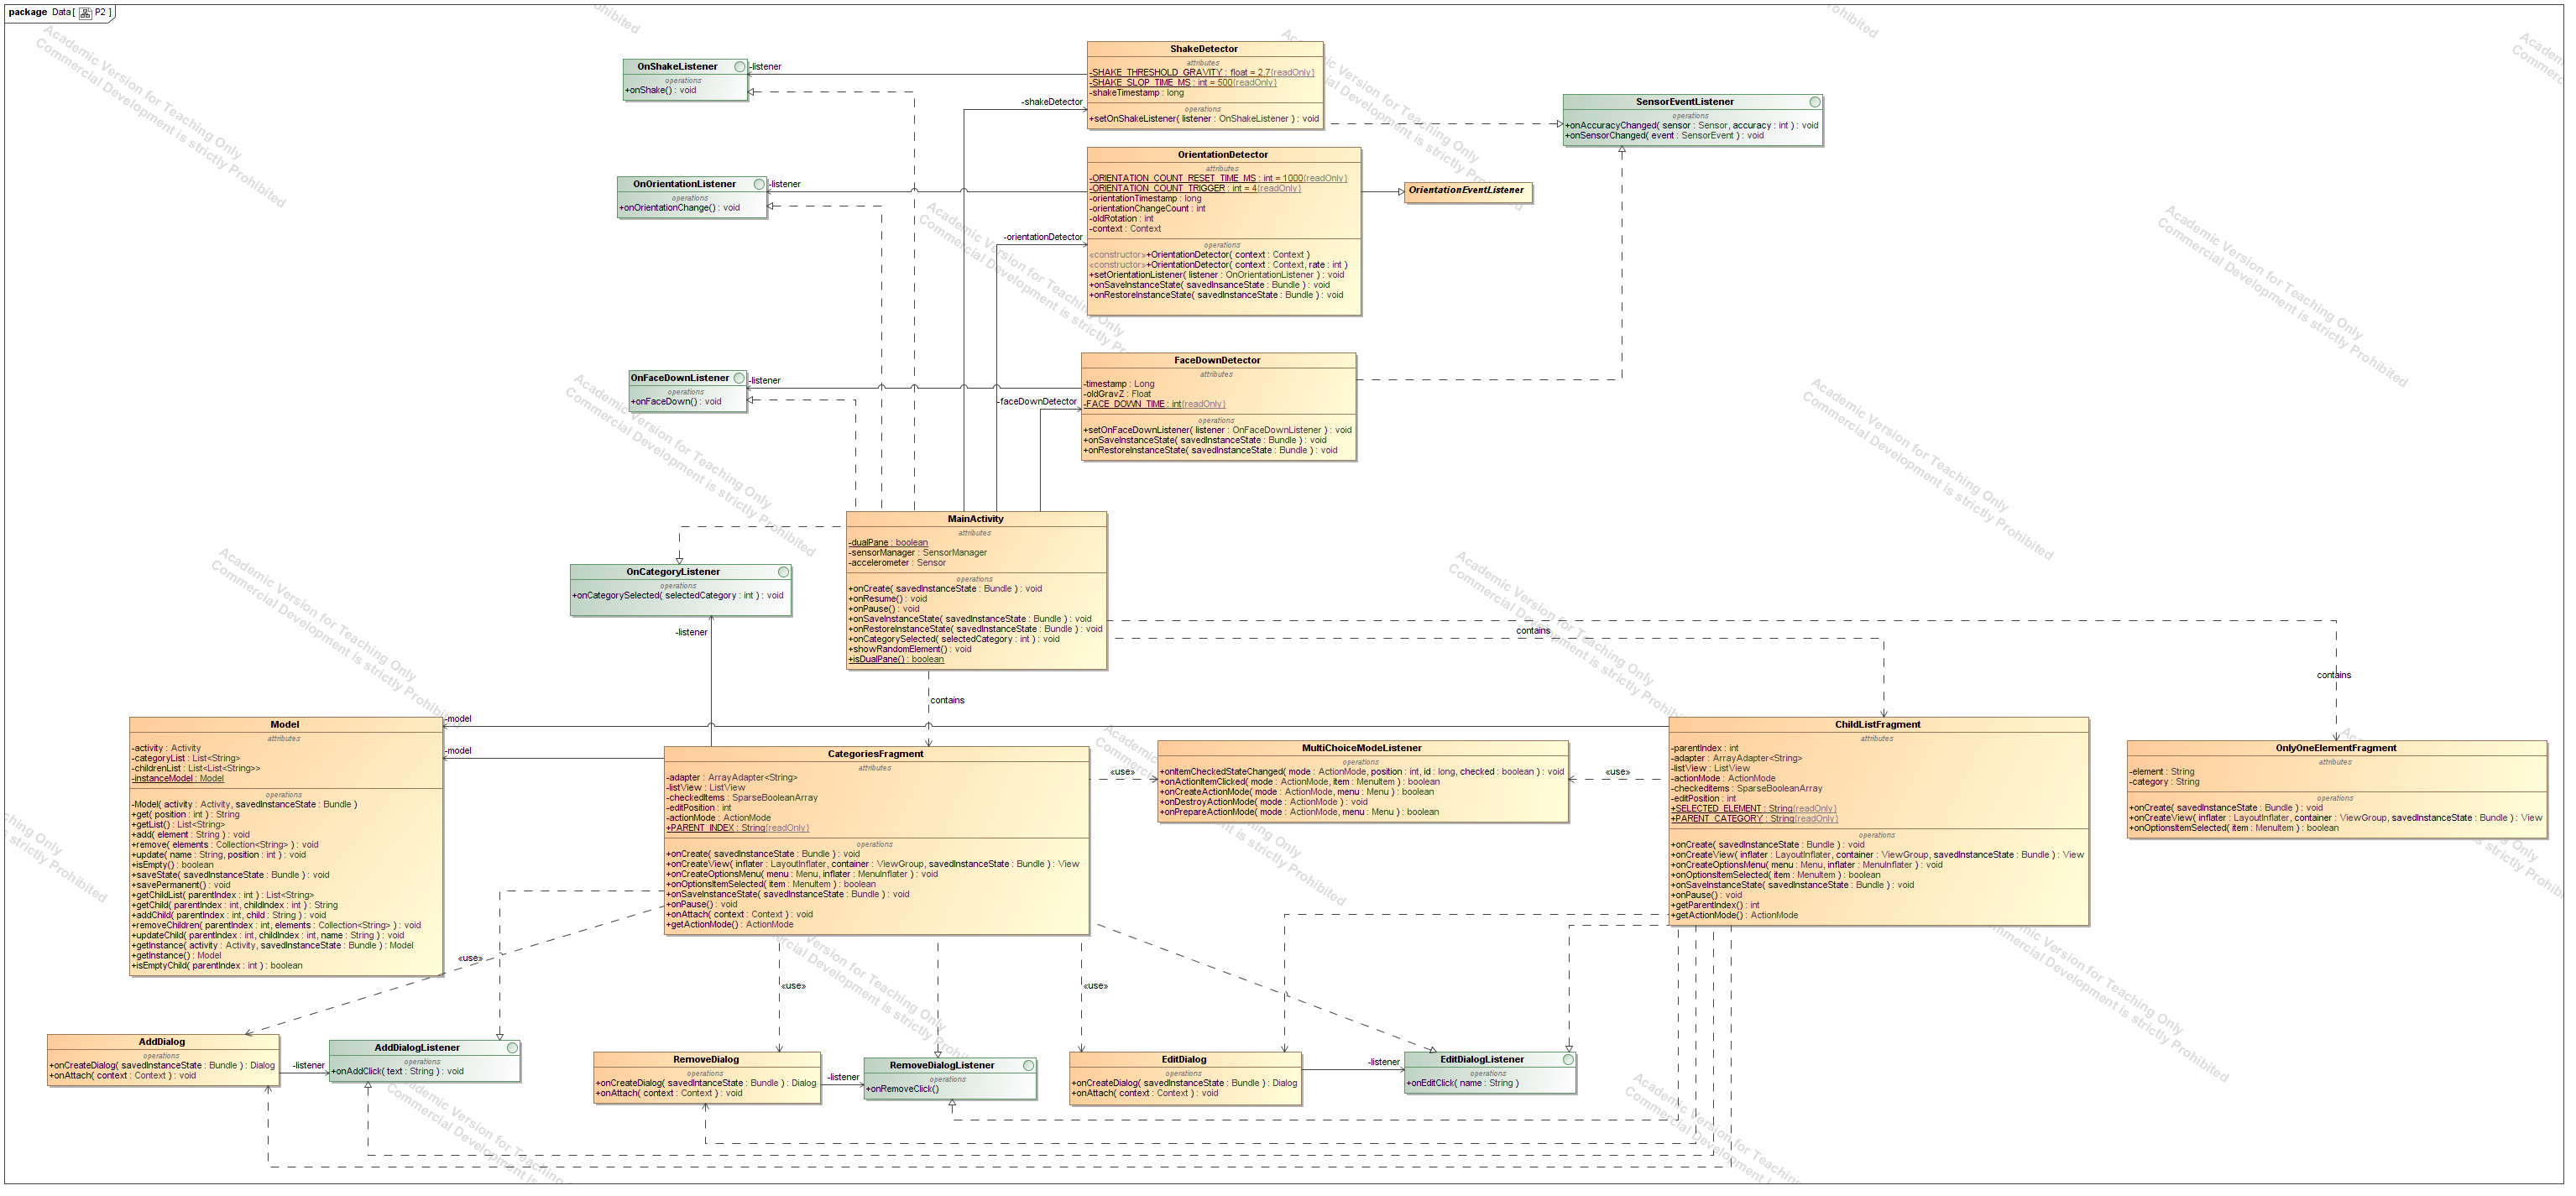 package Data [ P2 ]
ShakeDetector
attributes
-SHAKE_THRESHOLD_GRAVITY : float = 2.7{readOnly}
-SHAKE_SLOP_TIME_MS : int = 500{readOnly}
-shakeTimestamp : long
operations
+setOnShakeListener( listener : OnShakeListener ) : void
OnShakeListener
operations
+onShake() : void
-listener
-shakeDetector
SensorEventListener
operations
+onAccuracyChanged( sensor : Sensor, accuracy : int ) : void
+onSensorChanged( event : SensorEvent ) : void
OrientationDetector
attributes
-ORIENTATION_COUNT_RESET_TIME_MS : int = 1000{readOnly}
-ORIENTATION_COUNT_TRIGGER : int = 4{readOnly}
-orientationTimestamp : long
-orientationChangeCount : int
-oldRotation : int
-context : Context
operations
«constructor»+OrientationDetector( context : Context )
«constructor»+OrientationDetector( context : Context, rate : int )
+setOrientationListener( listener : OnOrientationListener ) : void
+onSaveInstanceState( savedInstanceState : Bundle ) : void
+onRestoreInstanceState( savedInstanceState : Bundle ) : void
OnOrientationListener
operations
+onOrientationChange() : void
-listener
-orientationDetector
OrientationEventListener
FaceDownDetector
attributes
-timestamp : Long
-oldGravZ : Float
-FACE_DOWN_TIME : int{readOnly}
operations
+setOnFaceDownListener( listener : OnFaceDownListener ) : void
+onSaveInstanceState( savedInstanceState : Bundle ) : void
+onRestoreInstanceState( savedInstanceState : Bundle ) : void
OnFaceDownListener
operations
+onFaceDown() : void
-listener
-faceDownDetector
MainActivity
attributes
-dualPane : boolean
-sensorManager : SensorManager
-accelerometer : Sensor
operations
+onCreate( savedInstanceState : Bundle ) : void
+onResume() : void
+onPause() : void
+onSaveInstanceState( savedInstanceState : Bundle ) : void
+onRestoreInstanceState( savedInstanceState : Bundle ) : void
+onCategorySelected( selectedCategory : int ) : void
+showRandomElement() : void
+isDualPane() : boolean
OnCategoryListener
operations
+onCategorySelected( selectedCategory : int ) : void
-listener
contains
contains
contains
Model
attributes
-activity : Activity
-categoryList : List<String>
-childrenList : List<List<String>>
-instanceModel : Model
operations
-Model( activity : Activity, savedInstanceState : Bundle )
+get( position : int ) : String
+getList() : List<String>
+add( element : String ) : void
+remove( elements : Collection<String> ) : void
+update( name : String, position : int ) : void
+isEmpty() : boolean
+saveState( savedInstanceState : Bundle ) : void
+savePermanent() : void
+getChildList( parentIndex : int ) : List<String>
+getChild( parentIndex : int, childIndex : int ) : String
+addChild( parentIndex : int, child : String ) : void
+removeChildren( parentIndex : int, elements : Collection<String> ) : void
+updateChild( parentIndex : int, childIndex : int, name : String ) : void
+getInstance( activity : Activity, savedInstanceState : Bundle ) : Model
+getInstance() : Model
+isEmptyChild( parentIndex : int ) : boolean
-model
-model
CategoriesFragment
attributes
-adapter : ArrayAdapter<String>
-listView : ListView
-checkedItems : SparseBooleanArray
-editPosition : int
-actionMode : ActionMode
+PARENT_INDEX : String{readOnly}
operations
+onCreate( savedInstanceState : Bundle ) : void
+onCreateView( inflater : LayoutInflater, container : ViewGroup, savedInstanceState : Bundle ) : View
+onCreateOptionsMenu( menu : Menu, inflater : MenuInflater ) : void
+onOptionsItemSelected( item : MenuItem ) : boolean
+onSaveInstanceState( savedInstanceState : Bundle ) : void
+onPause() : void
+onAttach( context : Context ) : void
+getActionMode() : ActionMode
«use»
MultiChoiceModeListener
operations
+onItemCheckedStateChanged( mode : ActionMode, position : int, id : long, checked : boolean ) : void
+onActionItemClicked( mode : ActionMode, item : MenuItem ) : boolean
+onCreateActionMode( mode : ActionMode, menu : Menu ) : boolean
+onDestroyActionMode( mode : ActionMode ) : void
+onPrepareActionMode( mode : ActionMode, menu : Menu ) : boolean
«use»
ChildListFragment
attributes
-parentIndex : int
-adapter : ArrayAdapter<String>
-listView : ListView
-actionMode : ActionMode
-checkedItems : SparseBooleanArray
-editPosition : int
+SELECTED_ELEMENT : String{readOnly}
+PARENT_CATEGORY : String{readOnly}
operations
+onCreate( savedInstanceState : Bundle ) : void
+onCreateView( inflater : LayoutInflater, container : ViewGroup, savedInstanceState : Bundle ) : View
+onCreateOptionsMenu( menu : Menu, inflater : MenuInflater ) : void
+onOptionsItemSelected( item : MenuItem ) : boolean
+onSaveInstanceState( savedInstanceState : Bundle ) : void
+onPause() : void
+getParentIndex() : int
+getActionMode() : ActionMode
OnlyOneElementFragment
attributes
-element : String
-category : String
operations
+onCreate( savedInstanceState : Bundle ) : void
+onCreateView( inflater : LayoutInflater, container : ViewGroup, savedInstanceState : Bundle ) : View
+onOptionsItemSelected( item : MenuItem ) : boolean
«use»
«use»
«use»
AddDialog
operations
+onCreateDialog( savedInstanceState : Bundle ) : Dialog
+onAttach( context : Context ) : void
-listener
AddDialogListener
operations
+onAddClick( text : String ) : void
RemoveDialog
operations
+onCreateDialog( savedIntanceState : Bundle ) : Dialog
+onAttach( context : Context ) : void
-listener
RemoveDialogListener
operations
+onRemoveClick()
EditDialog
operations
+onCreateDialog( savedInstanceState : Bundle ) : Dialog
+onAttach( context : Context ) : void
-listener
EditDialogListener
operations
+onEditClick( name : String )
Academic Version for Teaching Only
Commercial Development is strictly Prohibited